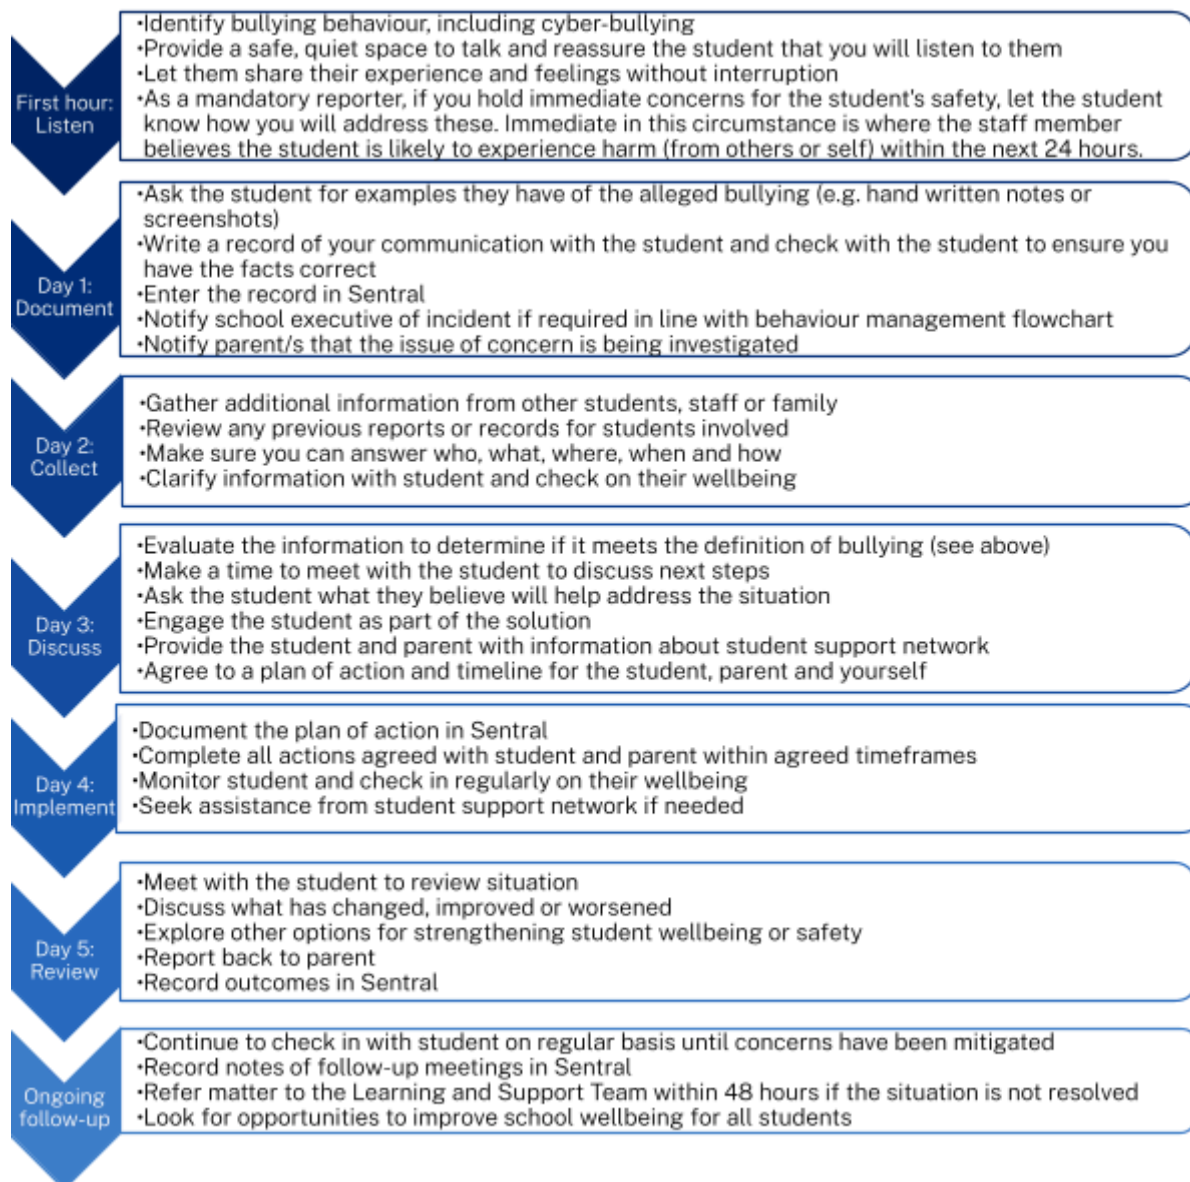 First hour:
Listen
•Identify bullying behaviour, including cyber-bullying
•Provide a safe, quiet space to talk and reassure the student that you will listen to them
•Let them share their experience and feelings without interruption
•As a mandatory reporter, if you hold immediate concerns for the student's safety, let the student
know how you will address these. Immediate in this circumstance is where the staff member
believes the student is likely to experience harm (from others or self) within the next 24 hours.
Day 1:
Document
•Ask the student for examples they have of the alleged bullying (e.g. hand written notes or
screenshots)
•Write a record of your communication with the student and check with the student to ensure you
have the facts correct
•Enter the record in Sentral
•Notify school executive of incident if required in line with behaviour management flowchart
•Notify parent/s that the issue of concern is being investigated
Day 2:
Collect
•Gather additional information from other students, staff or family
•Review any previous reports or records for students involved
•Make sure you can answer who, what, where, when and how
•Clarify information with student and check on their wellbeing
Day 3:
Discuss
•Evaluate the information to determine if it meets the definition of bullying (see above)
•Make a time to meet with the student to discuss next steps
•Ask the student what they believe will help address the situation
•Engage the student as part of the solution
•Provide the student and parent with information about student support network
•Agree to a plan of action and timeline for the student, parent and yourself
Day 4:
Implement
•Document the plan of action in Sentral
•Complete all actions agreed with student and parent within agreed timeframes
•Monitor student and check in regularly on their wellbeing
•Seek assistance from student support network if needed
Day 5:
Review
•Meet with the student to review situation
•Discuss what has changed, improved or worsened
•Explore other options for strengthening student wellbeing or safety
•Report back to parent
•Record outcomes in Sentral
Ongoing
follow-up
•Continue to check in with student on regular basis until concerns have been mitigated
•Record notes of follow-up meetings in Sentral
•Refer matter to the Learning and Support Team within 48 hours if the situation is not resolved
•Look for opportunities to improve school wellbeing for all students